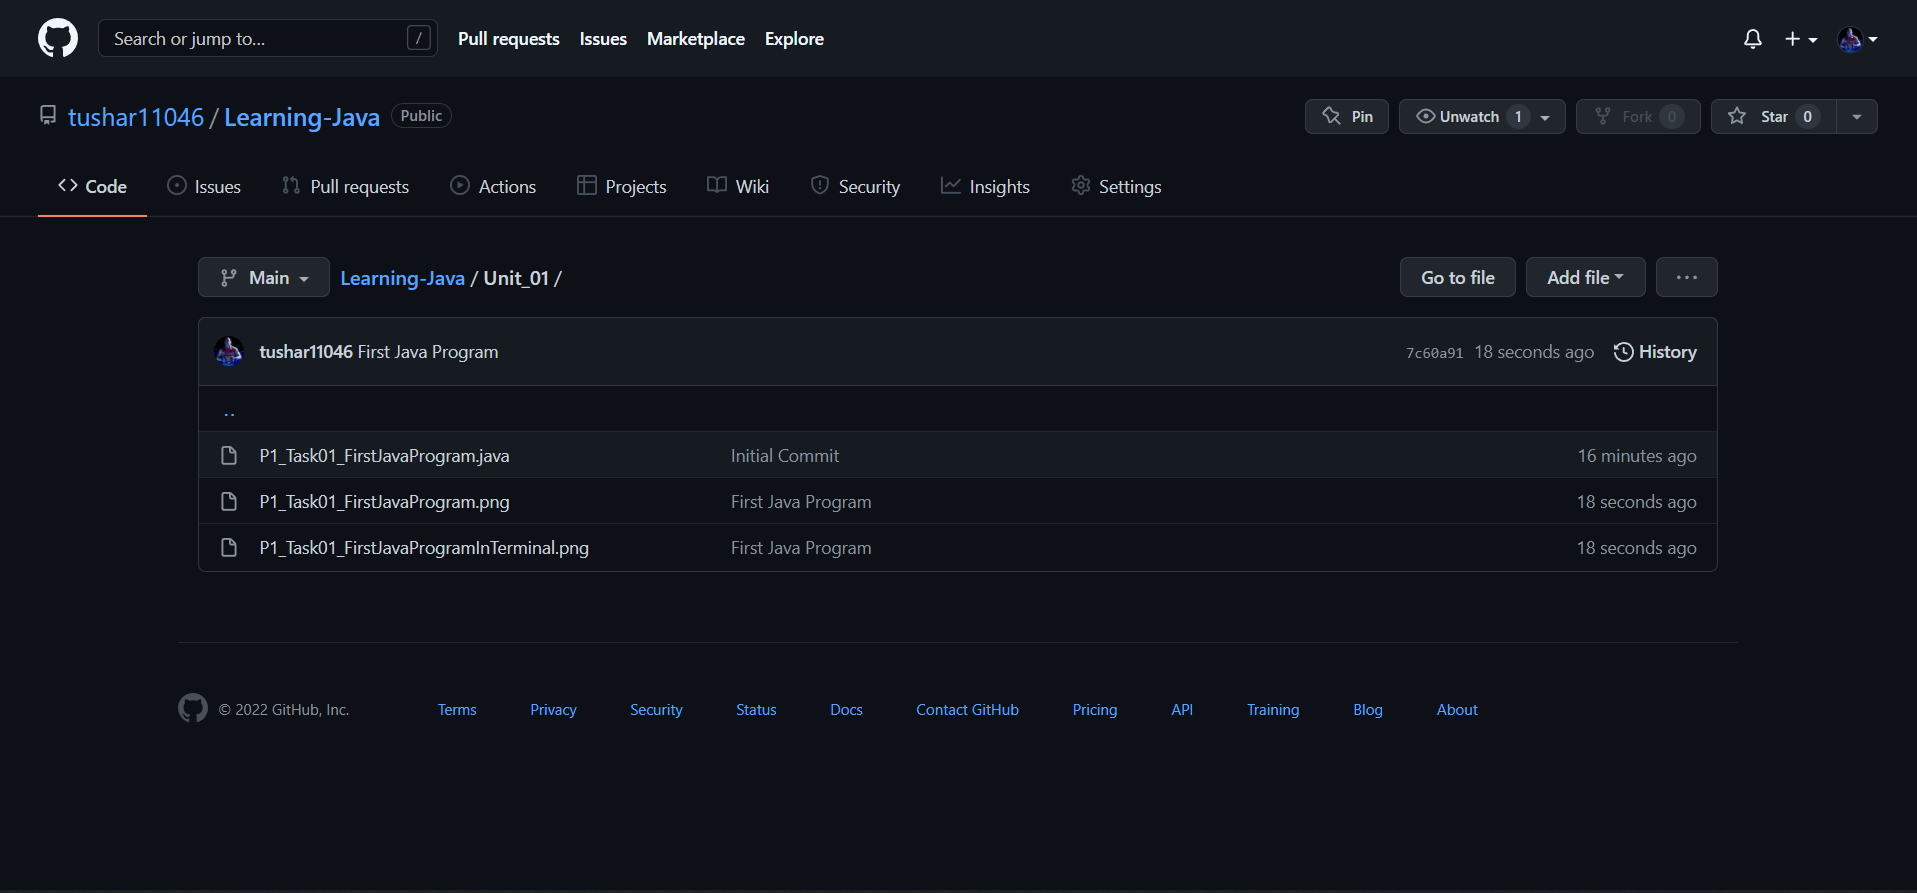 Search or jump to... /
Pull requests Issues Marketplace Explore
tushar11046 / Learning-Java Public
Pin Unwatch 1 Fork 0 Star 0
Code Issues Pull requests Actions Projects Wiki Security Insights Settings
Main Learning-Java / Unit_01 / Go to file Add file ...
tushar11046 First Java Program 7c60a91 18 seconds ago History
..
P1_Task01_FirstJavaProgram.java Initial Commit 16 minutes ago
P1_Task01_FirstJavaProgram.png First Java Program 18 seconds ago
P1_Task01_FirstJavaProgramInTerminal.png First Java Program 18 seconds ago
© 2022 GitHub, Inc. Terms Privacy Security Status Docs Contact GitHub Pricing API Training Blog About